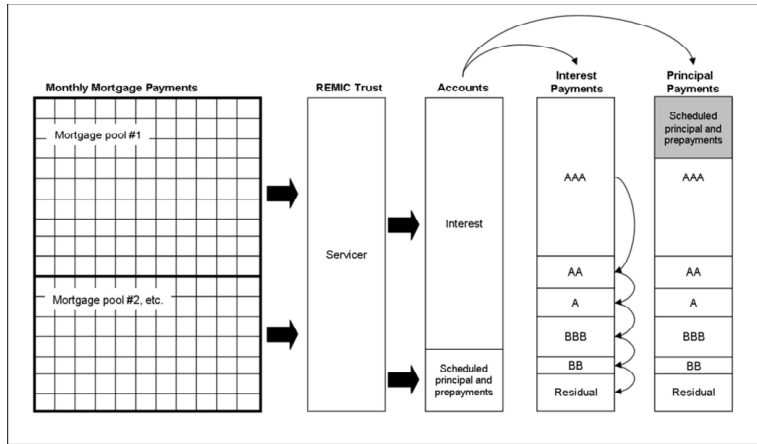 Monthly Mortgage Payments
REMIC Trust
Accounts
Interest
Payments
Principal
Payments
Mortgage pool #1
Mortgage pool #2, etc.
Servicer
Interest
Scheduled
principal and
prepayments
AAA
AA
A
BBB
BB
Residual
Scheduled
principal and
prepayments
AAA
AA
A
BBB
BB
Residual